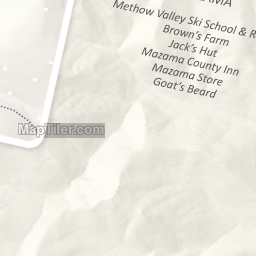 Methow Valley Ski School & R
Brown's Farm
Jack's Hut
Mazama County Inn
Mazama Store
Goat's Beard
MapTiler.com